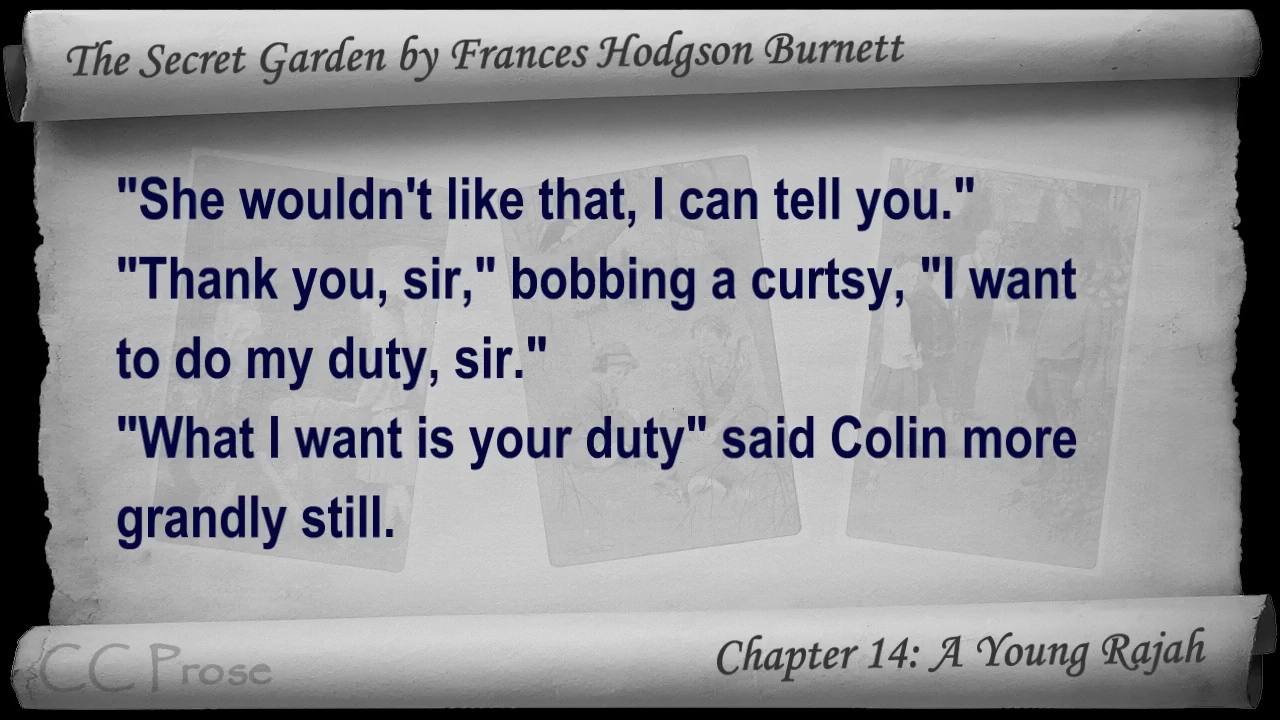 The Secret Garden by Frances Hodgson Burnett
"She wouldn't like that, I can tell you."
"Thank you, sir," bobbing a curtsy, "I want
to do my duty, sir."
"What I want is your duty" said Colin more
grandly still.
CC Prose
Chapter 14: A Young Rajah